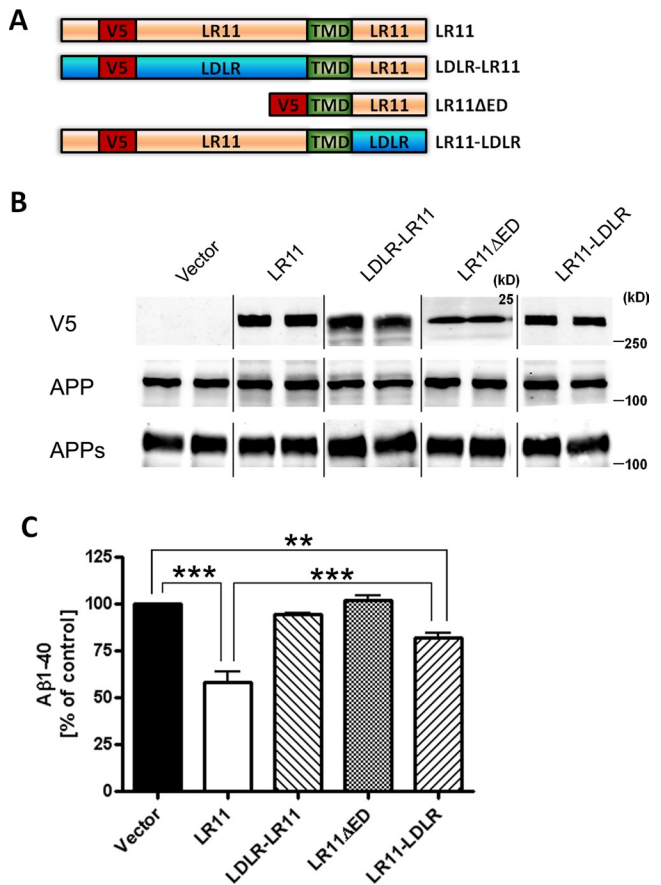 A
V5 LR11 TMD LR11 LR11
V5 LDLR TMD LR11 LDLR-LR11
V5 TMD LR11 LR11ΔED
V5 LR11 TMD LDLR LR11-LDLR
B
Vector LR11 LDLR-LR11 LR11ΔED LR11-LDLR
(kD)
25 (kD)
V5
250
APP
100
APPs
100
C
**
*** ***
Aβ1-40
[% of control]
125
100
75
50
25
0
Vector LR11 LDLR-LR11 LR11ΔED LR11-LDLR